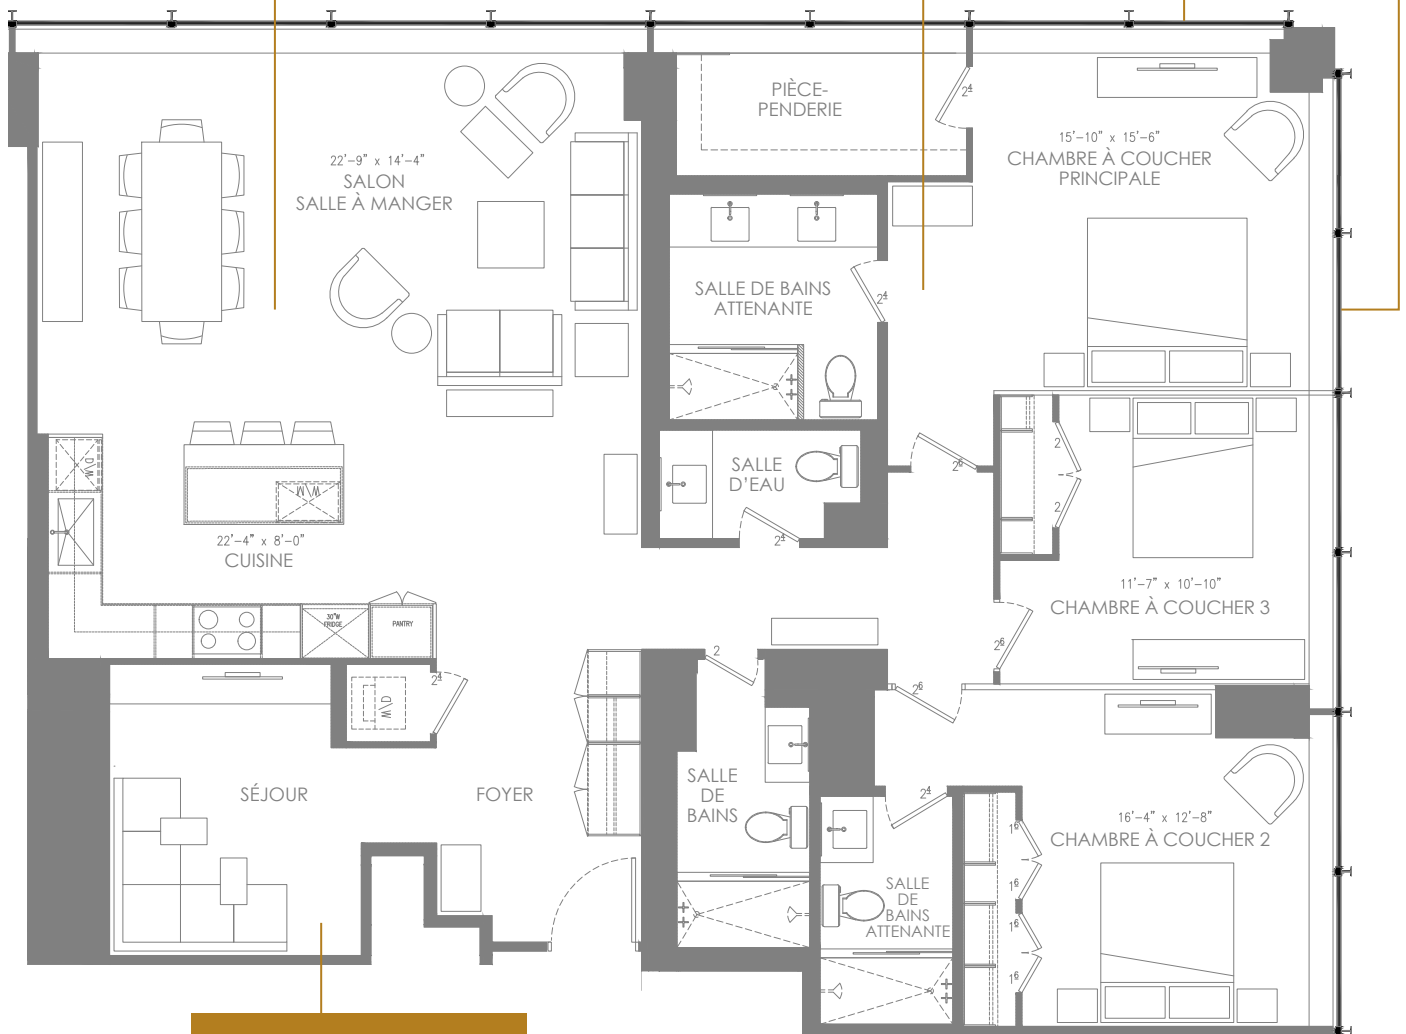 PIÈCE-
PENDERIE
2⁴
22'-9" x 14'-4"
SALON
SALLE À MANGER
15'-10" x 15'-6"
CHAMBRE À COUCHER
PRINCIPALE
SALLE DE BAINS
ATTENANTE
2⁴
D\W
W/M
22'-4" x 8'-0"
CUISINE
SALLE
D'EAU
2⁴
2⁶
2
2
11'-7" x 10'-10"
CHAMBRE À COUCHER 3
2⁶
30"W
FRIDGE
PANTRY
2⁴
D\W
2
2⁶
SÉJOUR
FOYER
SALLE
DE
BAINS
2⁴
16'-4" x 12'-8"
CHAMBRE À COUCHER 2
1⁶
1⁶
1⁶
1⁶
SALLE
DE
BAINS
ATTENANTE